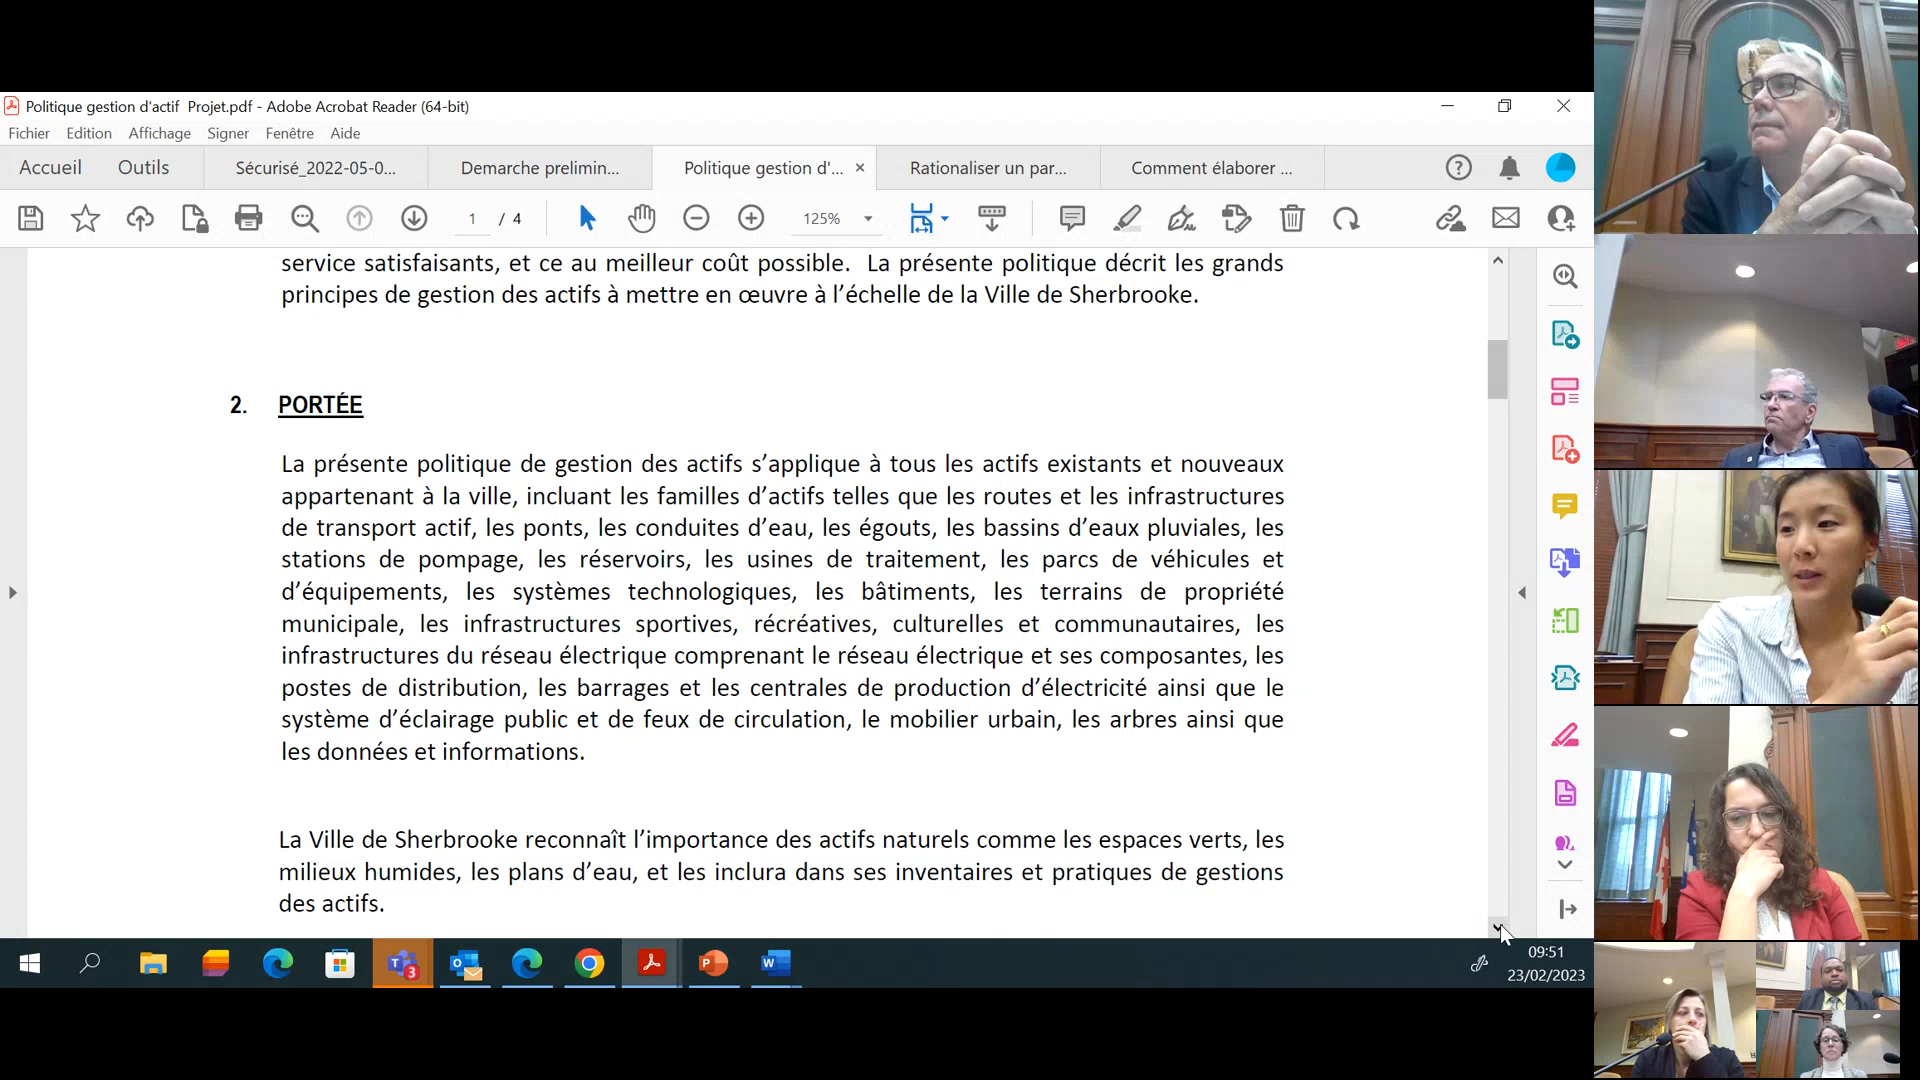 Politique gestion d'actif  Projet.pdf - Adobe Acrobat Reader (64-bit)
Fichier Edition Affichage Signer Fenêtre Aide
Accueil Outils Sécurisé_2022-05-0... Demarche prelimin... Politique gestion d'... Rationaliser un par... Comment élaborer ...
1 / 4 125%
service satisfaisants, et ce au meilleur coût possible. La présente politique décrit les grands
principes de gestion des actifs à mettre en œuvre à l’échelle de la Ville de Sherbrooke.
2. PORTÉE
La présente politique de gestion des actifs s’applique à tous les actifs existants et nouveaux
appartenant à la ville, incluant les familles d’actifs telles que les routes et les infrastructures
de transport actif, les ponts, les conduites d’eau, les égouts, les bassins d’eaux pluviales, les
stations de pompage, les réservoirs, les usines de traitement, les parcs de véhicules et
d’équipements, les systèmes technologiques, les bâtiments, les terrains de propriété
municipale, les infrastructures sportives, récréatives, culturelles et communautaires, les
infrastructures du réseau électrique comprenant le réseau électrique et ses composantes, les
postes de distribution, les barrages et les centrales de production d’électricité ainsi que le
système d’éclairage public et de feux de circulation, le mobilier urbain, les arbres ainsi que
les données et informations.
La Ville de Sherbrooke reconnaît l’importance des actifs naturels comme les espaces verts, les
milieux humides, les plans d’eau, et les inclura dans ses inventaires et pratiques de gestions
des actifs.
3
09:51
23/02/2023